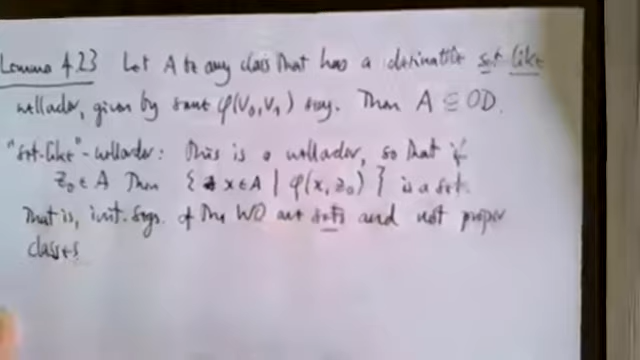 Lemma 4.23 Let A be any class that has a definable set like
wellorder, given by some φ(v₀,v₁) say. Then A ⊆ OD.
"set-like"-wellorder: This is a wellorder, so that if
z₀ ∈ A then { x ∈ A | φ(x, z₀) } is a set.
That is, init. segs. of the WO are sets and not proper
classes